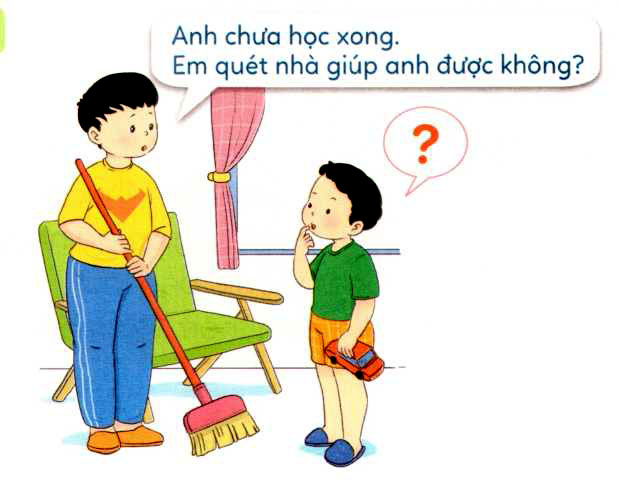 Anh chưa học xong.
Em quét nhà giúp anh được không?
?